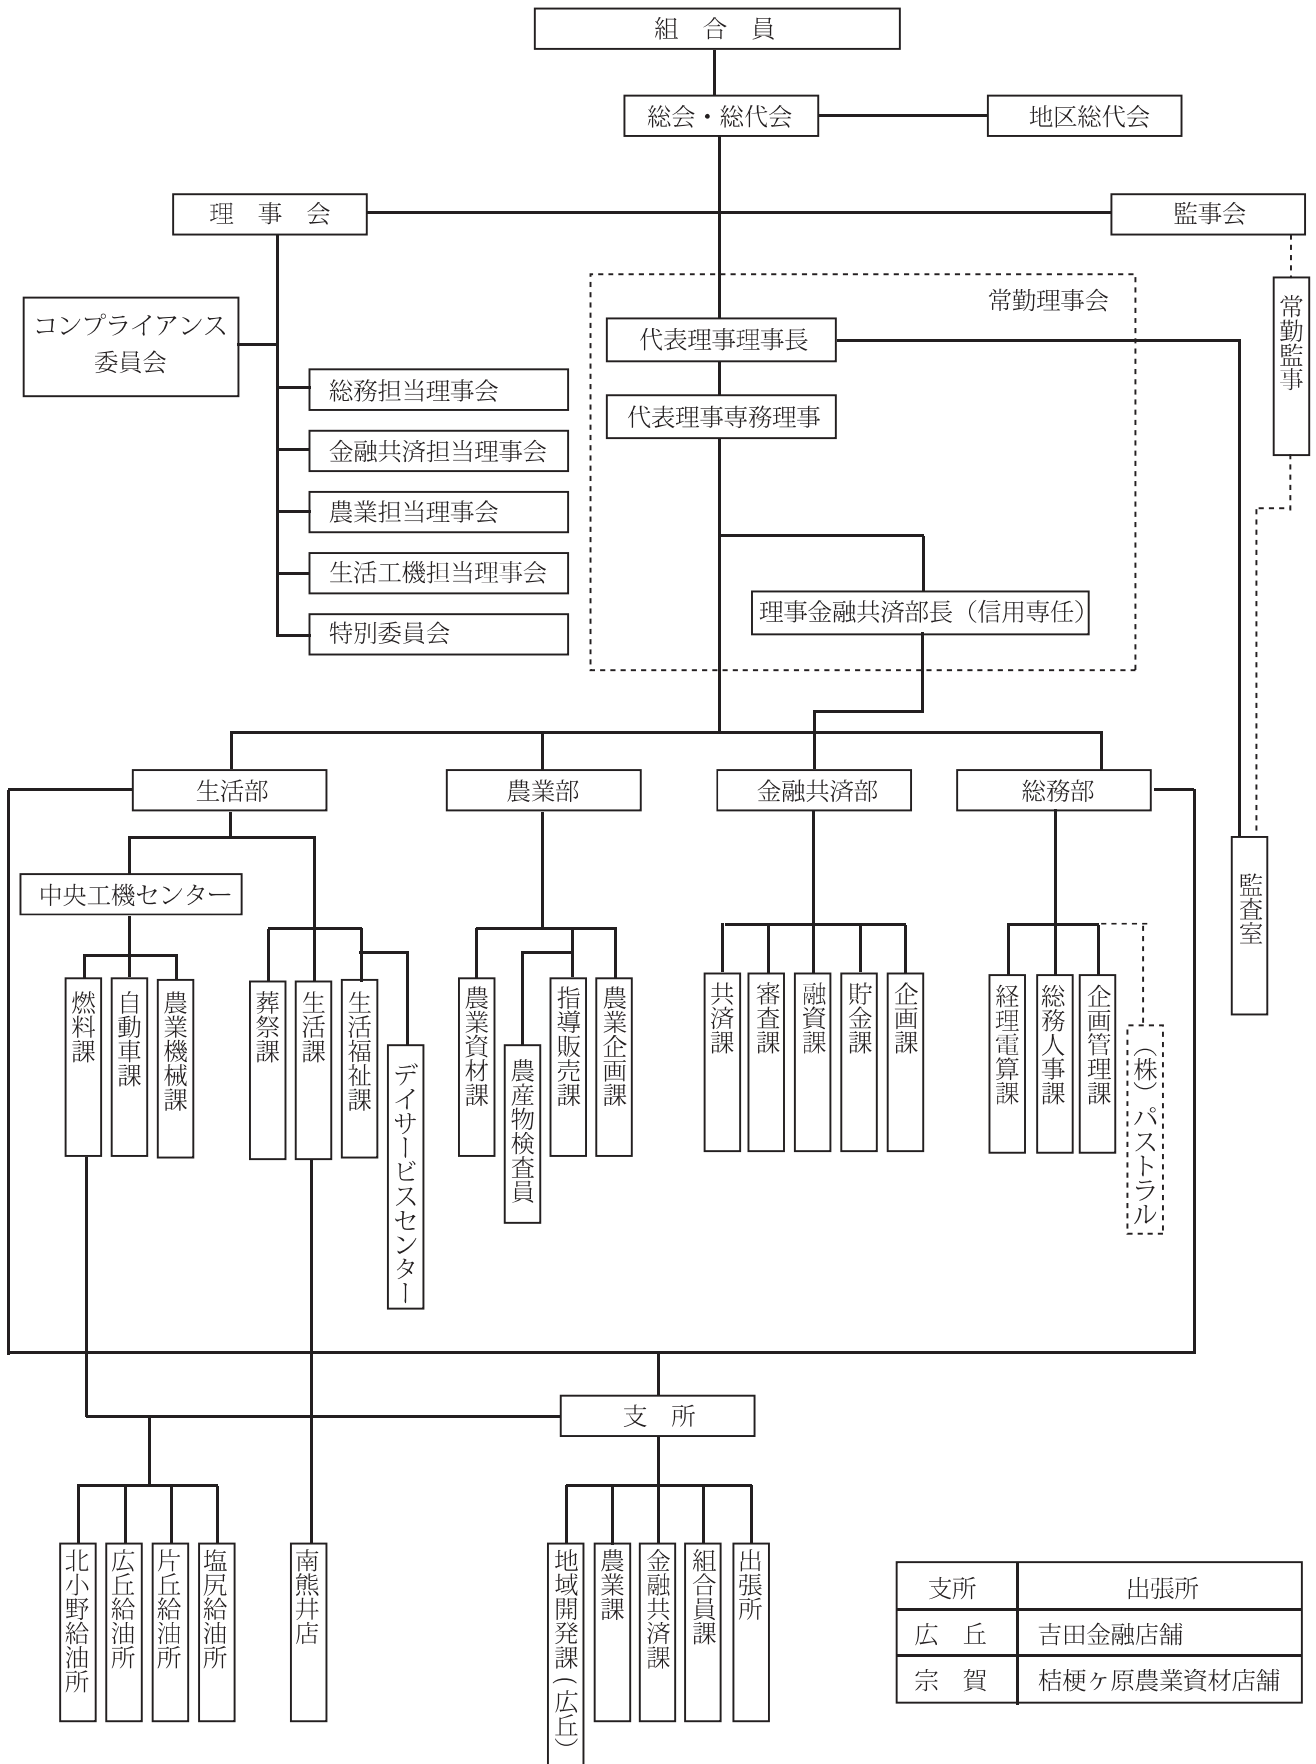 組　合　員
総会・総代会
地区総代会
理　事　会
監事会
常勤理事会
常勤監事
コンプライアンス
委員会
代表理事理事長
総務担当理事会
代表理事専務理事
金融共済担当理事会
農業担当理事会
生活工機担当理事会
理事金融共済部長（信用専任）
特別委員会
生活部
農業部
金融共済部
総務部
監査室
中央工機センター
燃料課
自動車課
農業機械課
葬祭課
生活課
生活福祉課
デイサービスセンター
農業資材課
農産物検査員
指導販売課
農業企画課
共済課
審査課
融資課
貯金課
企画課
経理電算課
総務人事課
企画管理課
（株）パストラル
支　所
北小野給油所
広丘給油所
片丘給油所
塩尻給油所
南熊井店
地域開発課（広丘）
農業課
金融共済課
組合員課
出張所
支所　出張所
広　丘　吉田金融店舗
宗　賀　桔梗ヶ原農業資材店舗